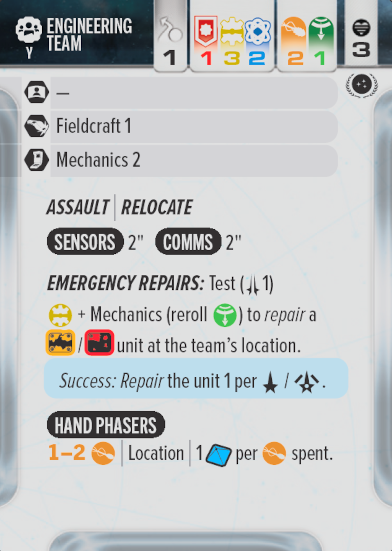 ENGINEERING
TEAM
Y
1
1 3 2
2 1
3
—
Fieldcraft 1
Mechanics 2
ASSAULT | RELOCATE
SENSORS 2" COMMS 2"
EMERGENCY REPAIRS: Test ( 1)
+ Mechanics (reroll ) to repair a
/ unit at the team's location.
Success: Repair the unit 1 per / .
HAND PHASERS
1–2 | Location | 1 per spent.